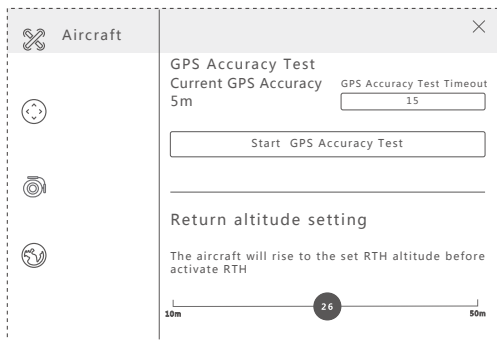 Aircraft
GPS Accuracy Test
Current GPS Accuracy
5m
GPS Accuracy Test Timeout
15
Start GPS Accuracy Test
Return altitude setting
The aircraft will rise to the set RTH altitude before
activate RTH
26
10m
50m